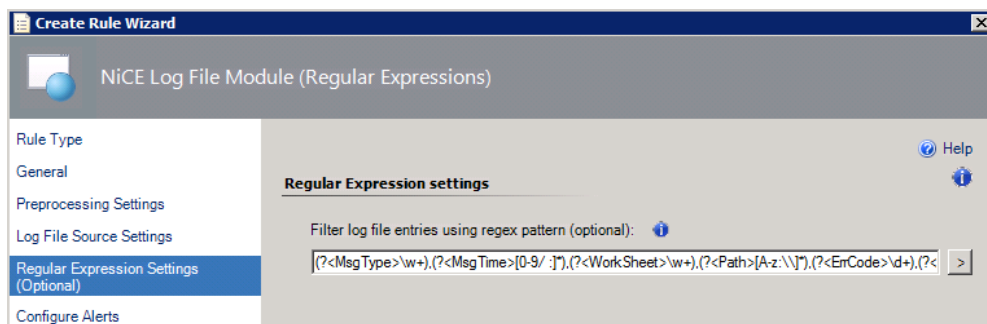 Create Rule Wizard
NiCE Log File Module (Regular Expressions)
Rule Type
General
Preprocessing Settings
Log File Source Settings
Regular Expression Settings
(Optional)
Configure Alerts
Help
Regular Expression settings
Filter log file entries using regex pattern (optional):
(?<MsgType>\w+),(?<MsgTime>[0-9/ :]*),(?<WorkSheet>\w+),(?<Path>[A-z:\\]*),(?<ErrCode>\d+),(?<
>